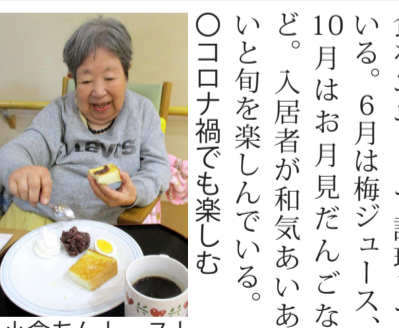 いる。６月は梅ジュース、
10月はお月見だんごな
ど。入居者が和気あいあ
いと旬を楽しんでいる。
〇コロナ禍でも楽しむ
Levi's